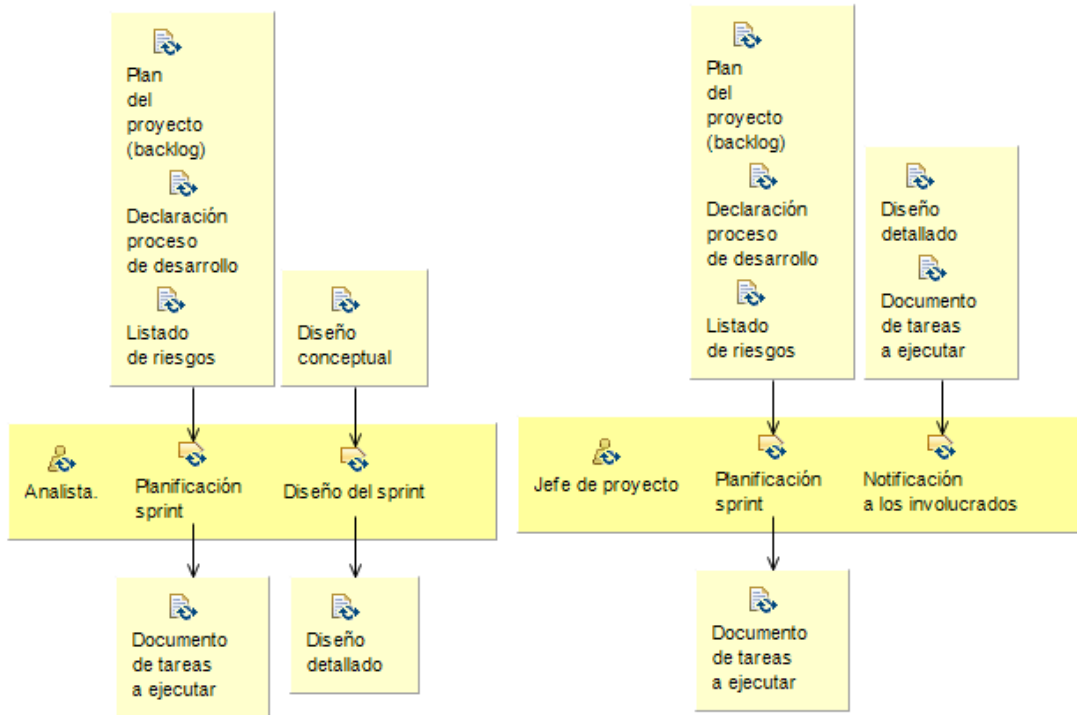 Plan
del
proyecto
(backlog)
Declaración
proceso
de desarrollo
Listado
de riesgos
Diseño
conceptual
Analista.
Planificación
sprint
Diseño del sprint
Documento
de tareas
a ejecutar
Diseño
detallado
Plan
del
proyecto
(backlog)
Declaración
proceso
de desarrollo
Listado
de riesgos
Diseño
detallado
Documento
de tareas
a ejecutar
Jefe de proyecto
Planificación
sprint
Notificación
a los involucrados
Documento
de tareas
a ejecutar